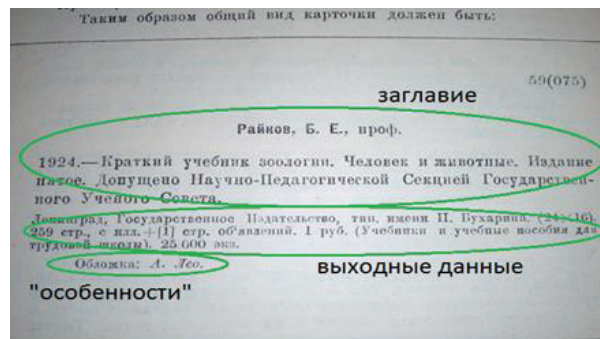 Таким образом общий вид карточки должен быть:
59(075)
заглавие
Райков, Б. Е., проф.
1924.—Краткий учебник зоологии. Человек и животные. Издание
пятое. Допущено Научно-Педагогической Секцией Государствен-
ного Ученого Совета.
Ленинград, Государственное Издательство, тип. имени Н. Бухарина. (24×16).
259 стр., с илл.+[1] стр. об'явлений. 1 руб. (Учебники и учебные пособия для
трудовой школы). 25 000 экз.
Обложка: А. Лео.
выходные данные
"особенности"